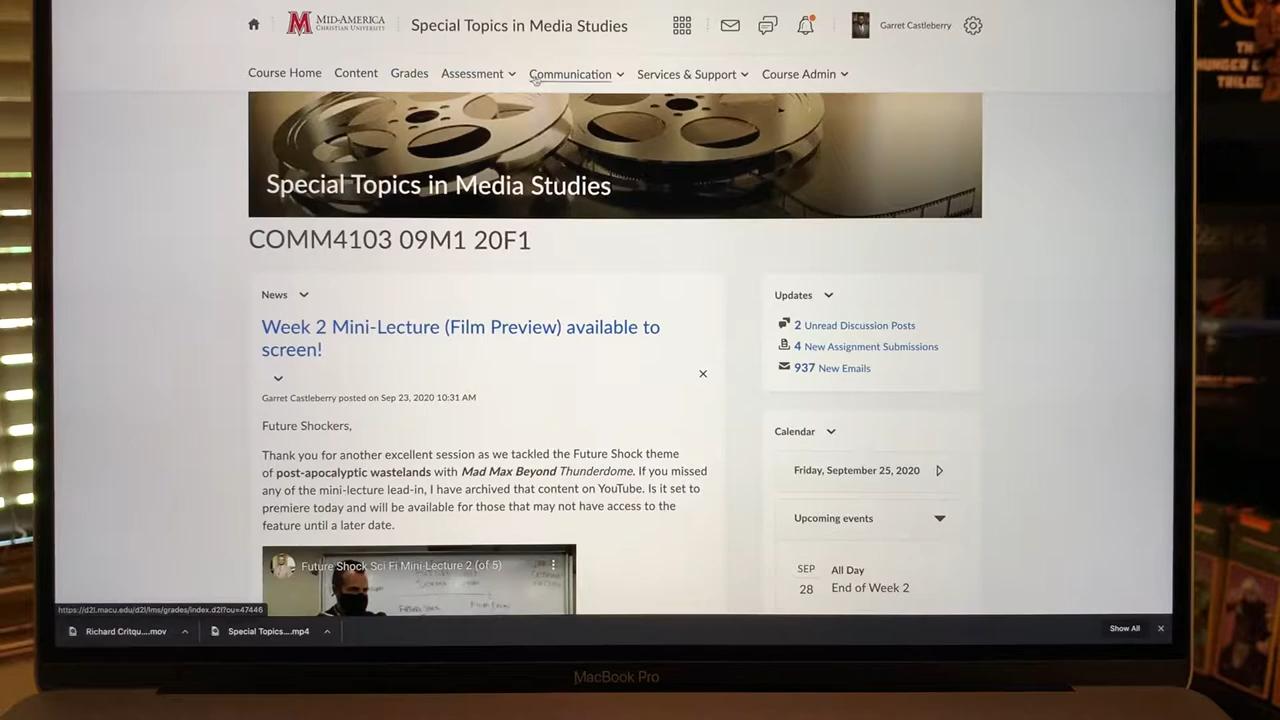 MID-AMERICA
CHRISTIAN UNIVERSITY
Special Topics in Media Studies
Garret Castleberry
Course Home Content Grades Assessment Communication Services & Support Course Admin
Special Topics in Media Studies
COMM4103 09M1 20F1
News
Week 2 Mini-Lecture (Film Preview) available to
screen!
Garret Castleberry posted on Sep 23, 2020 10:31 AM
Future Shockers,
Thank you for another excellent session as we tackled the Future Shock theme
of post-apocalyptic wastelands with Mad Max Beyond Thunderdome. If you missed
any of the mini-lecture lead-in, I have archived that content on YouTube. Is it set to
premiere today and will be available for those that may not have access to the
feature until a later date.
Future Shock Sci Fi Mini-Lecture 2 (of 5)
Updates
2 Unread Discussion Posts
4 New Assignment Submissions
937 New Emails
Calendar
Friday, September 25, 2020
Upcoming events
SEP
28
All Day
End of Week 2
https://d2l.macu.edu/d2l/lms/grades/index.d2l?ou=47446
Richard Critqu....mov
Special Topics....mp4
Show All
MacBook Pro